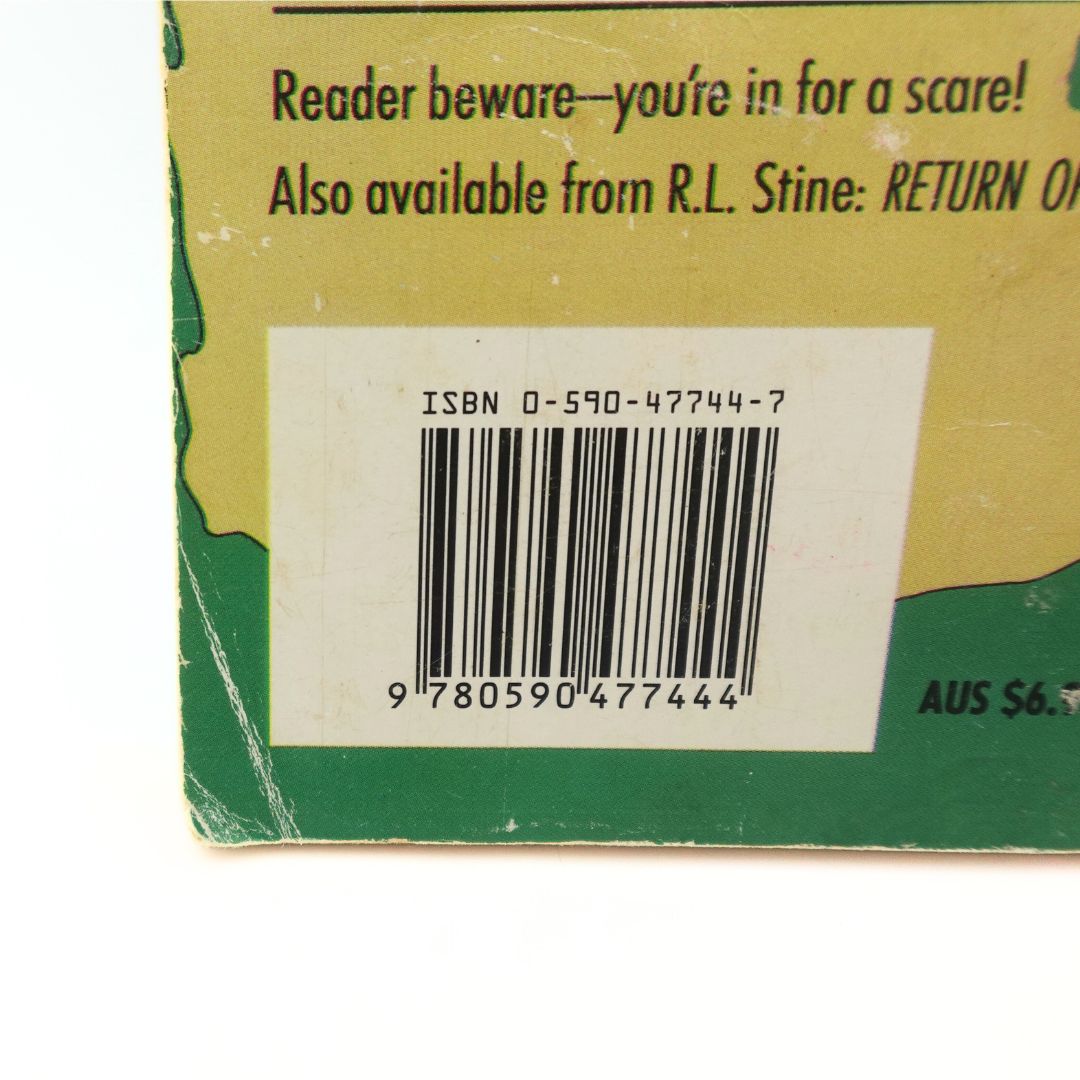 Reader beware—you're in for a scare!
Also available from R.L. Stine: RETURN
ISBN 0-590-47744-7
9 780590 477444
AUS $6.